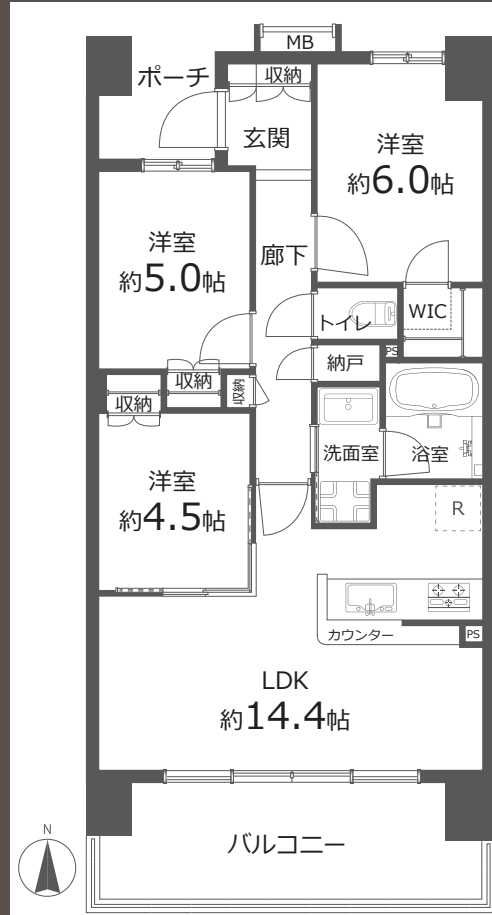 MB
ポーチ
収納
玄関
洋室
約6.0帖
洋室
約5.0帖
廊下
トイレ
WIC
PS
納戸
収納
収納
収納
洗面室
浴室
洋室
約4.5帖
R
カウンター
PS
LDK
約14.4帖
バルコニー
N